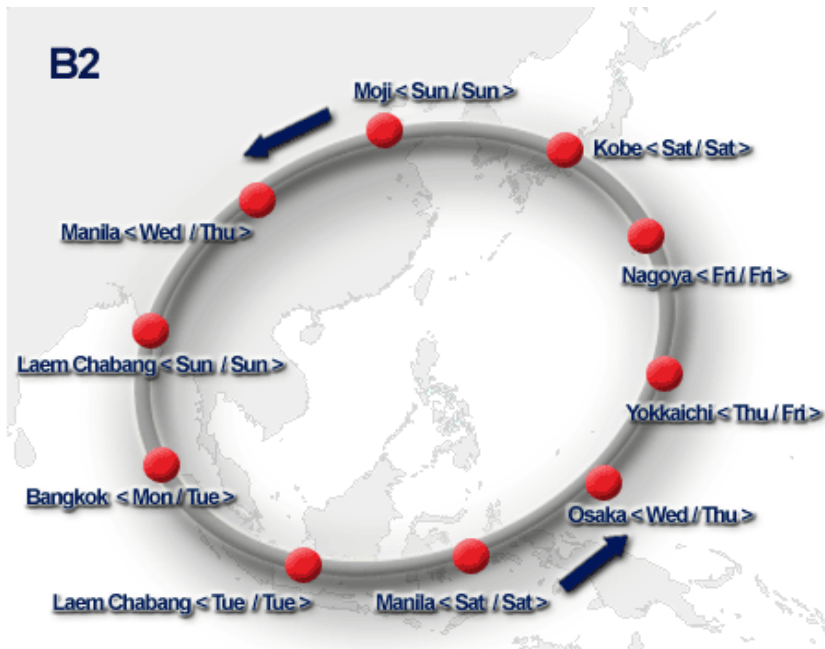 B2
Moji < Sun / Sun >
Kobe < Sat / Sat >
Manila < Wed / Thu >
Nagoya < Fri / Fri >
Laem Chabang < Sun / Sun >
Yokkaichi < Thu / Fri >
Bangkok < Mon / Tue >
Osaka < Wed / Thu >
Laem Chabang < Tue / Tue >
Manila < Sat / Sat >